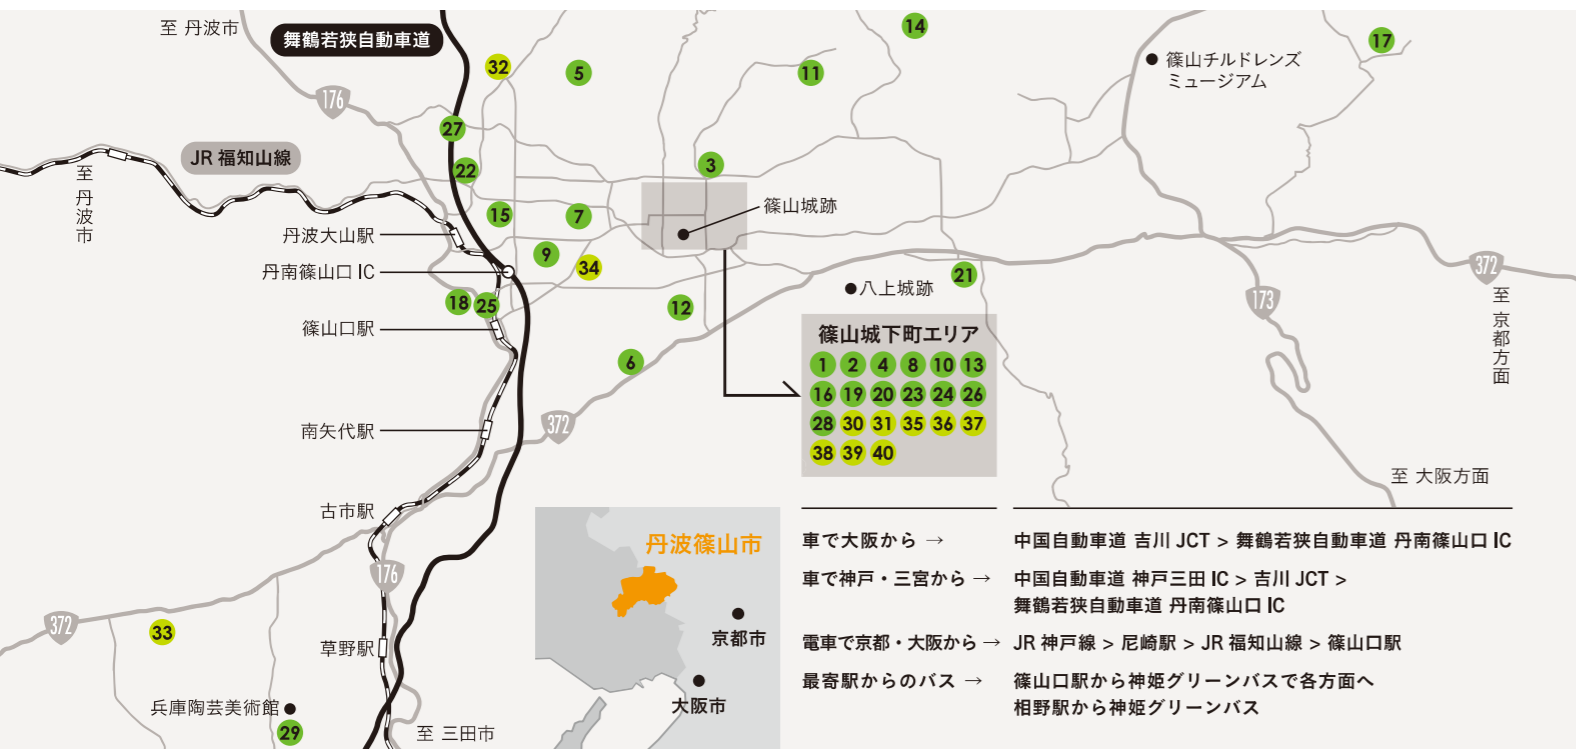 至 丹波市
舞鶴若狭自動車道
14
17
32
5
11
篠山チルドレンズ
ミュージアム
176
27
JR 福知山線
22
3
至 丹波市
15
7
篠山城跡
丹波大山駅
9
34
丹南篠山口 IC
21
372
八上城跡
18
25
12
173
至 京都方面
篠山口駅
篠山城下町エリア
6
1 2 4 8 10 13
16 19 20 23 24 26
28 30 31 35 36 37
38 39 40
南矢代駅
372
至 大阪方面
古市駅
丹波篠山市
京都市
大阪市
176
372
33
草野駅
兵庫陶芸美術館
29
至 三田市
車で大阪から → 中国自動車道 吉川 JCT > 舞鶴若狭自動車道 丹南篠山口 IC
車で神戸・三宮から → 中国自動車道 神戸三田 IC > 吉川 JCT >
舞鶴若狭自動車道 丹南篠山口 IC
電車で京都・大阪から → JR 神戸線 > 尼崎駅 > JR 福知山線 > 篠山口駅
最寄駅からのバス → 篠山口駅から神姫グリーンバスで各方面へ
相野駅から神姫グリーンバス